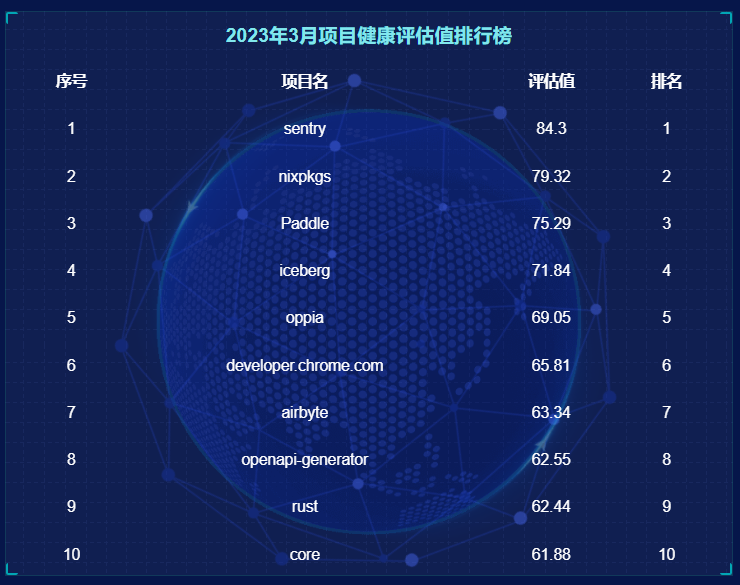 2023年3月项目健康评估值排行榜
序号 项目名 评估值 排名
1 sentry 84.3 1
2 nixpkgs 79.32 2
3 Paddle 75.29 3
4 iceberg 71.84 4
5 oppia 69.05 5
6 developer.chrome.com 65.81 6
7 airbyte 63.34 7
8 openapi-generator 62.55 8
9 rust 62.44 9
10 core 61.88 10